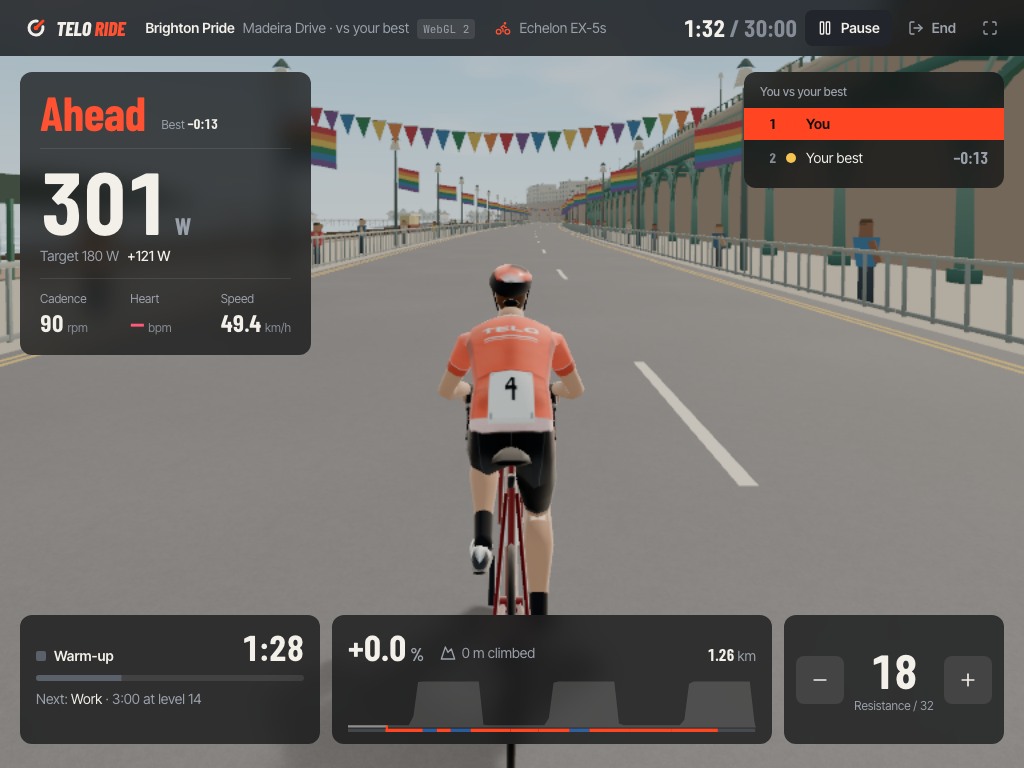 TELO RIDE
Brighton Pride Madeira Drive · vs your best WebGL 2 Echelon EX-5s 1:32 / 30:00 Pause End
Ahead Best −0:13
301 W
Target 180 W +121 W
Cadence Heart Speed
90 rpm – bpm 49.4 km/h
You vs your best
1 You
2 Your best −0:13
TELO
4
Warm-up 1:28
Next: Work · 3:00 at level 14
+0.0 % 0 m climbed 1.26 km
− 18 +
Resistance / 32